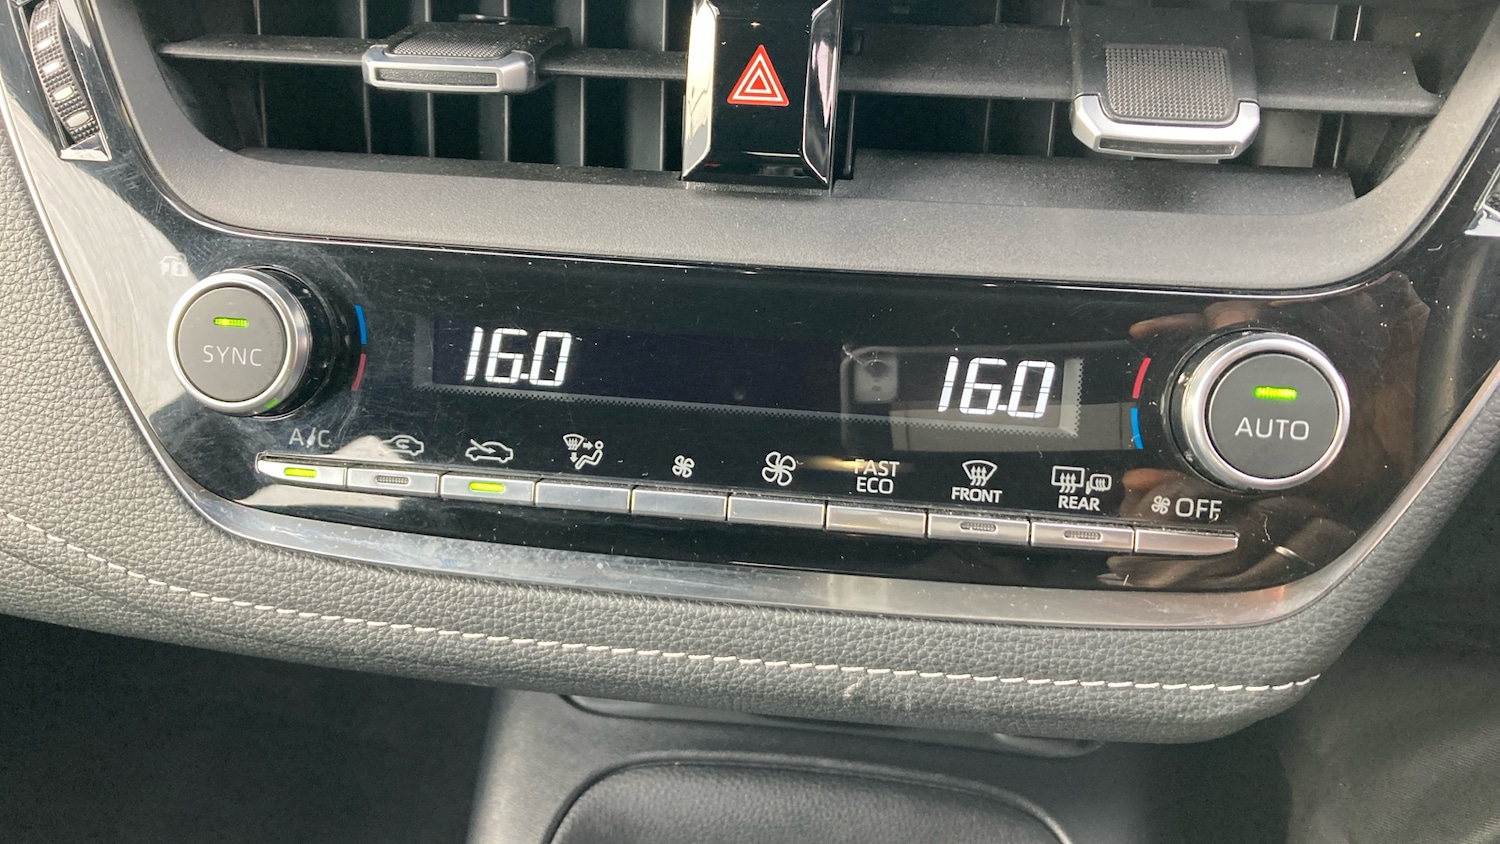 SYNC
16.0
16.0
AUTO
A/C
FAST
ECO
FRONT
REAR
OFF